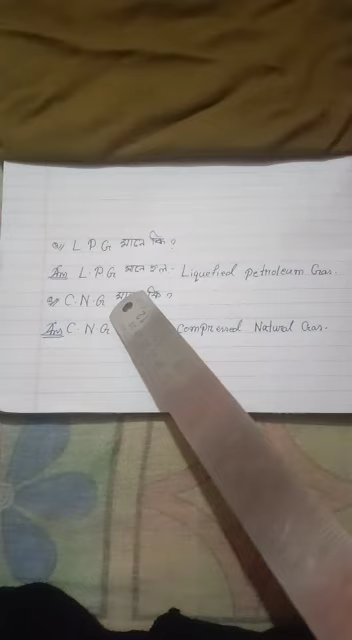 Q// L P G মানে কি?
Ans L.P.G মানে হল:- Liquefied petroleum Gas.
Q// C.N.G কি?
Ans C N G compressed Natural Gas.